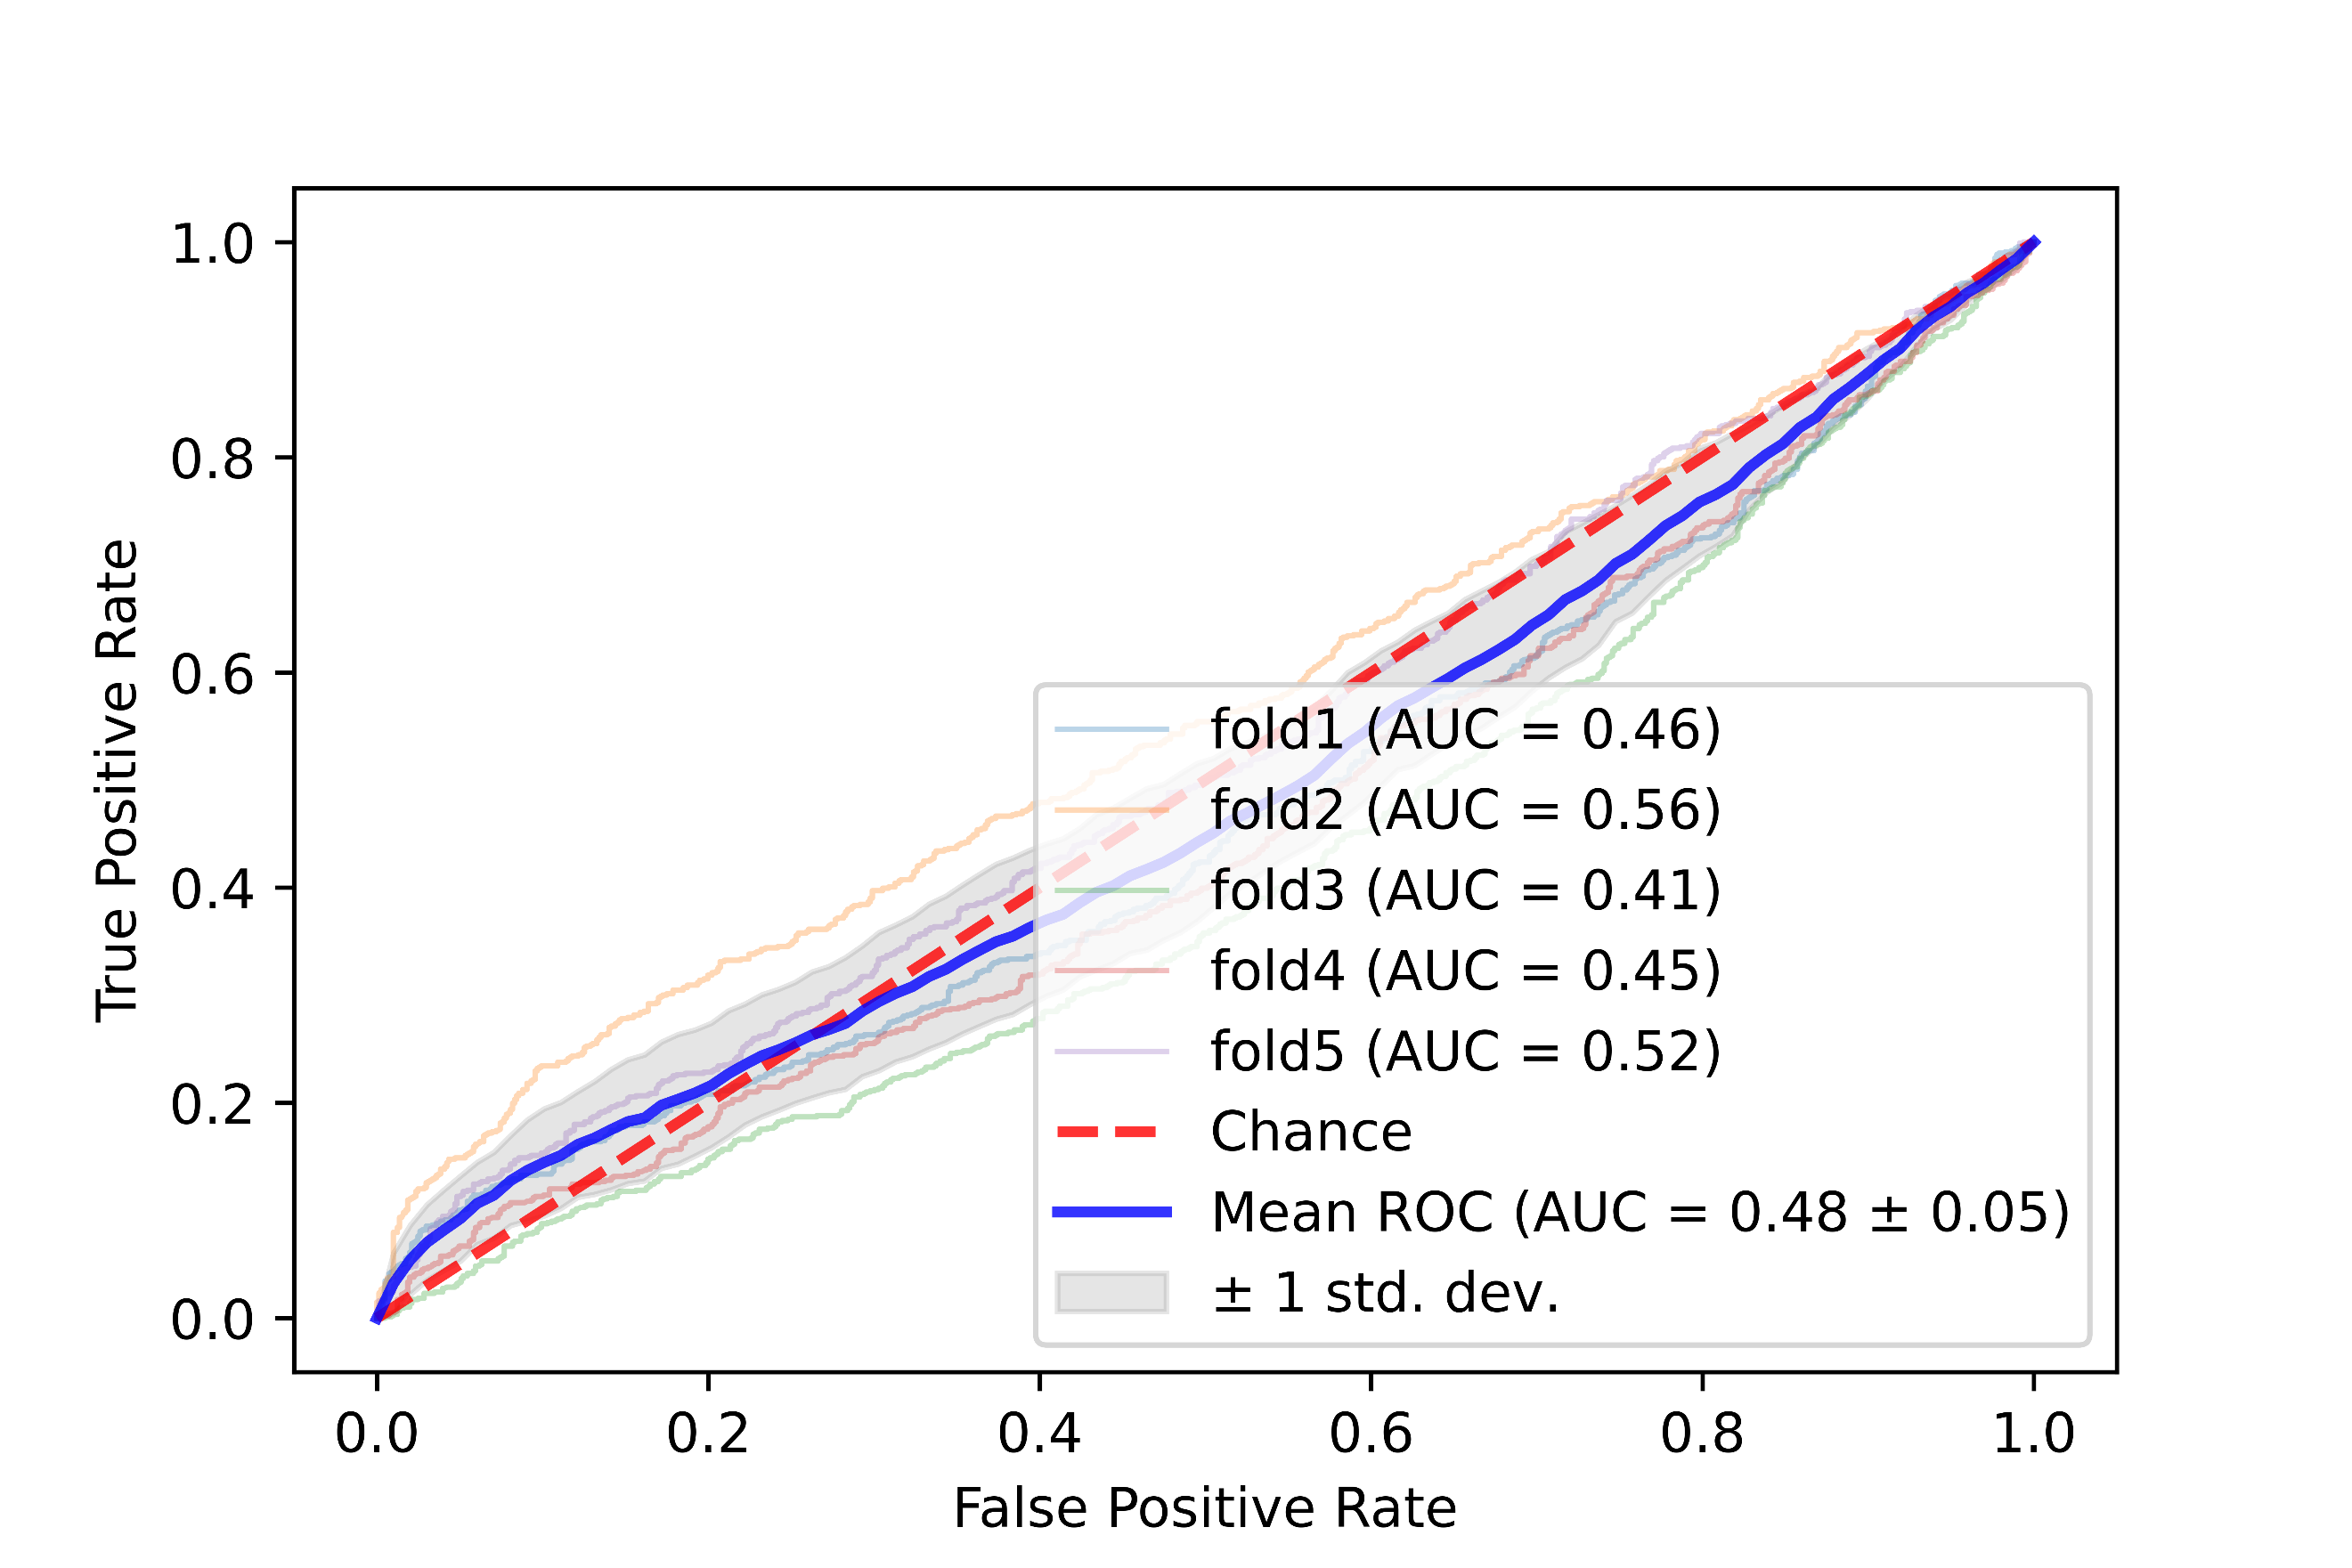 1.0
0.8
0.6
0.4
0.2
0.0
True Positive Rate
fold1 (AUC = 0.46)
fold2 (AUC = 0.56)
fold3 (AUC = 0.41)
fold4 (AUC = 0.45)
fold5 (AUC = 0.52)
Chance
Mean ROC (AUC = 0.48 ± 0.05)
± 1 std. dev.
0.0 0.2 0.4 0.6 0.8 1.0
False Positive Rate